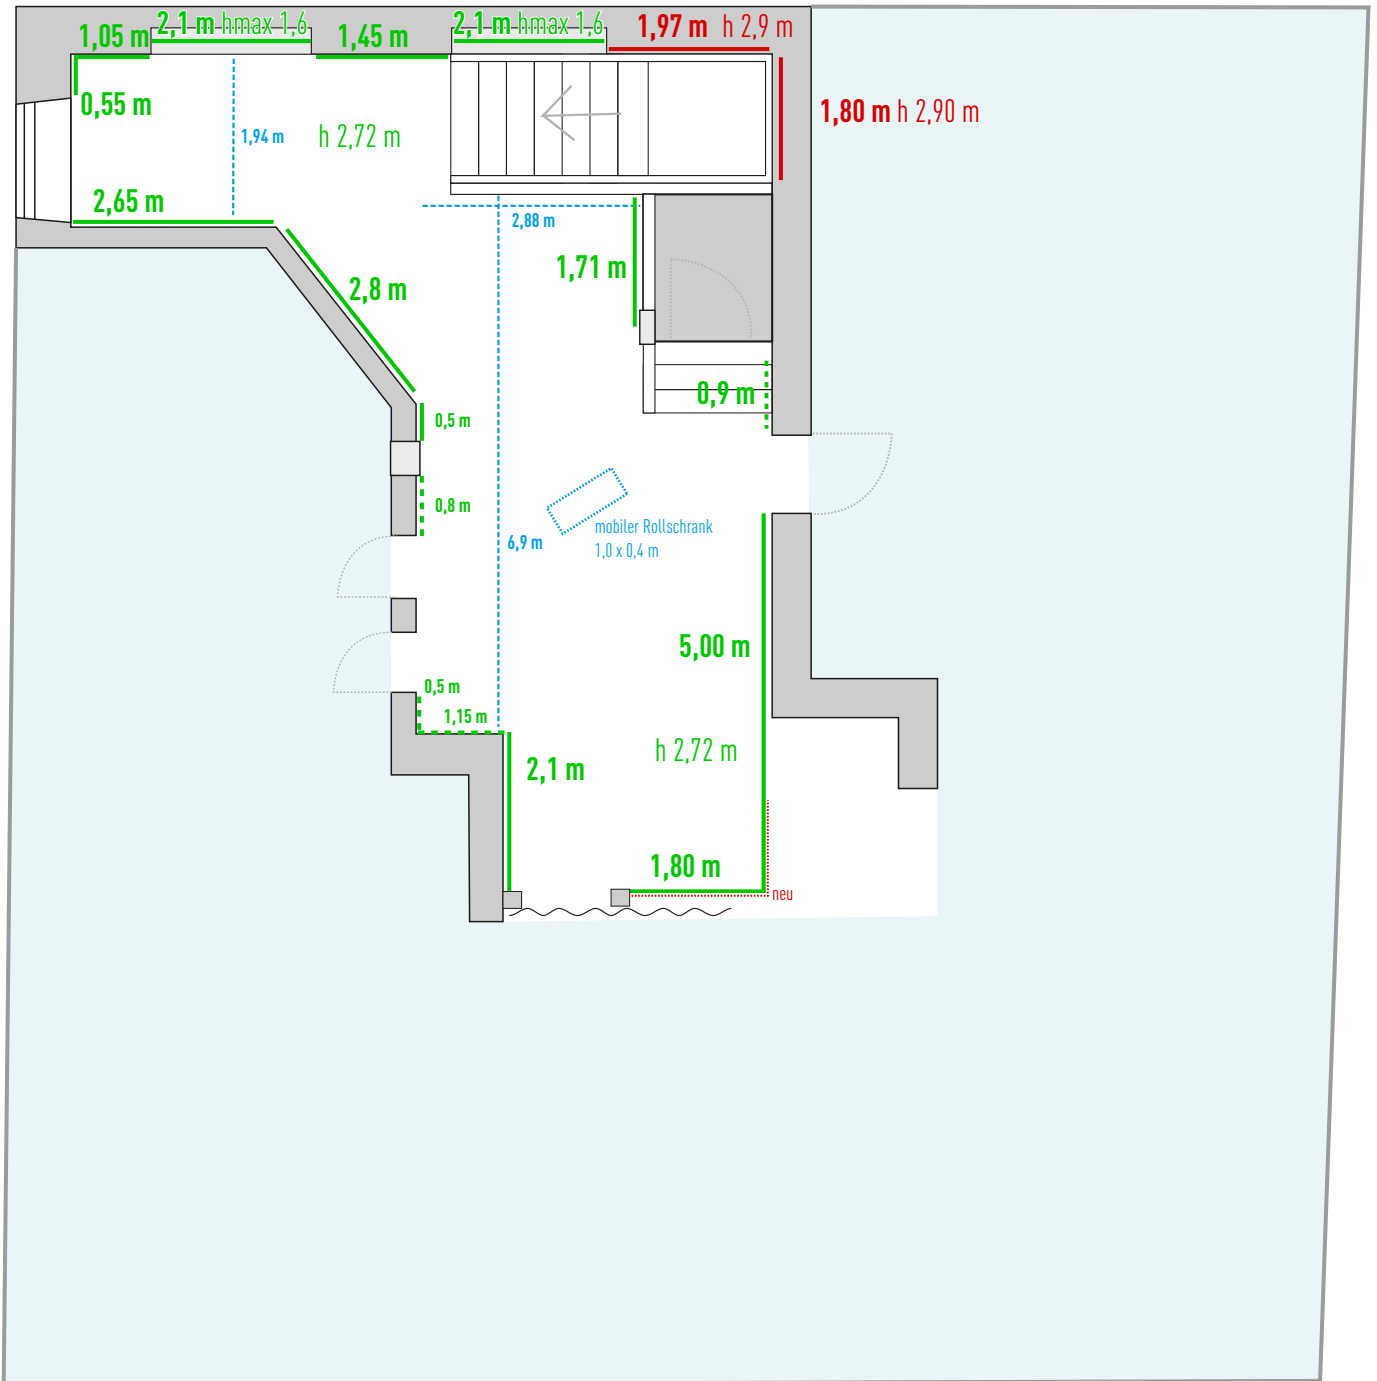 2,1 m hmax 1,6
2,1 m hmax 1,6
1,97 m h 2,9 m
1,05 m
1,45 m
0,55 m
1,80 m h 2,90 m
1,94 m
h 2,72 m
2,65 m
2,88 m
1,71 m
2,8 m
0,9 m
0,5 m
0,8 m
mobiler Rollschrank
1,0 x 0,4 m
6,9 m
5,00 m
0,5 m
1,15 m
h 2,72 m
2,1 m
1,80 m
neu